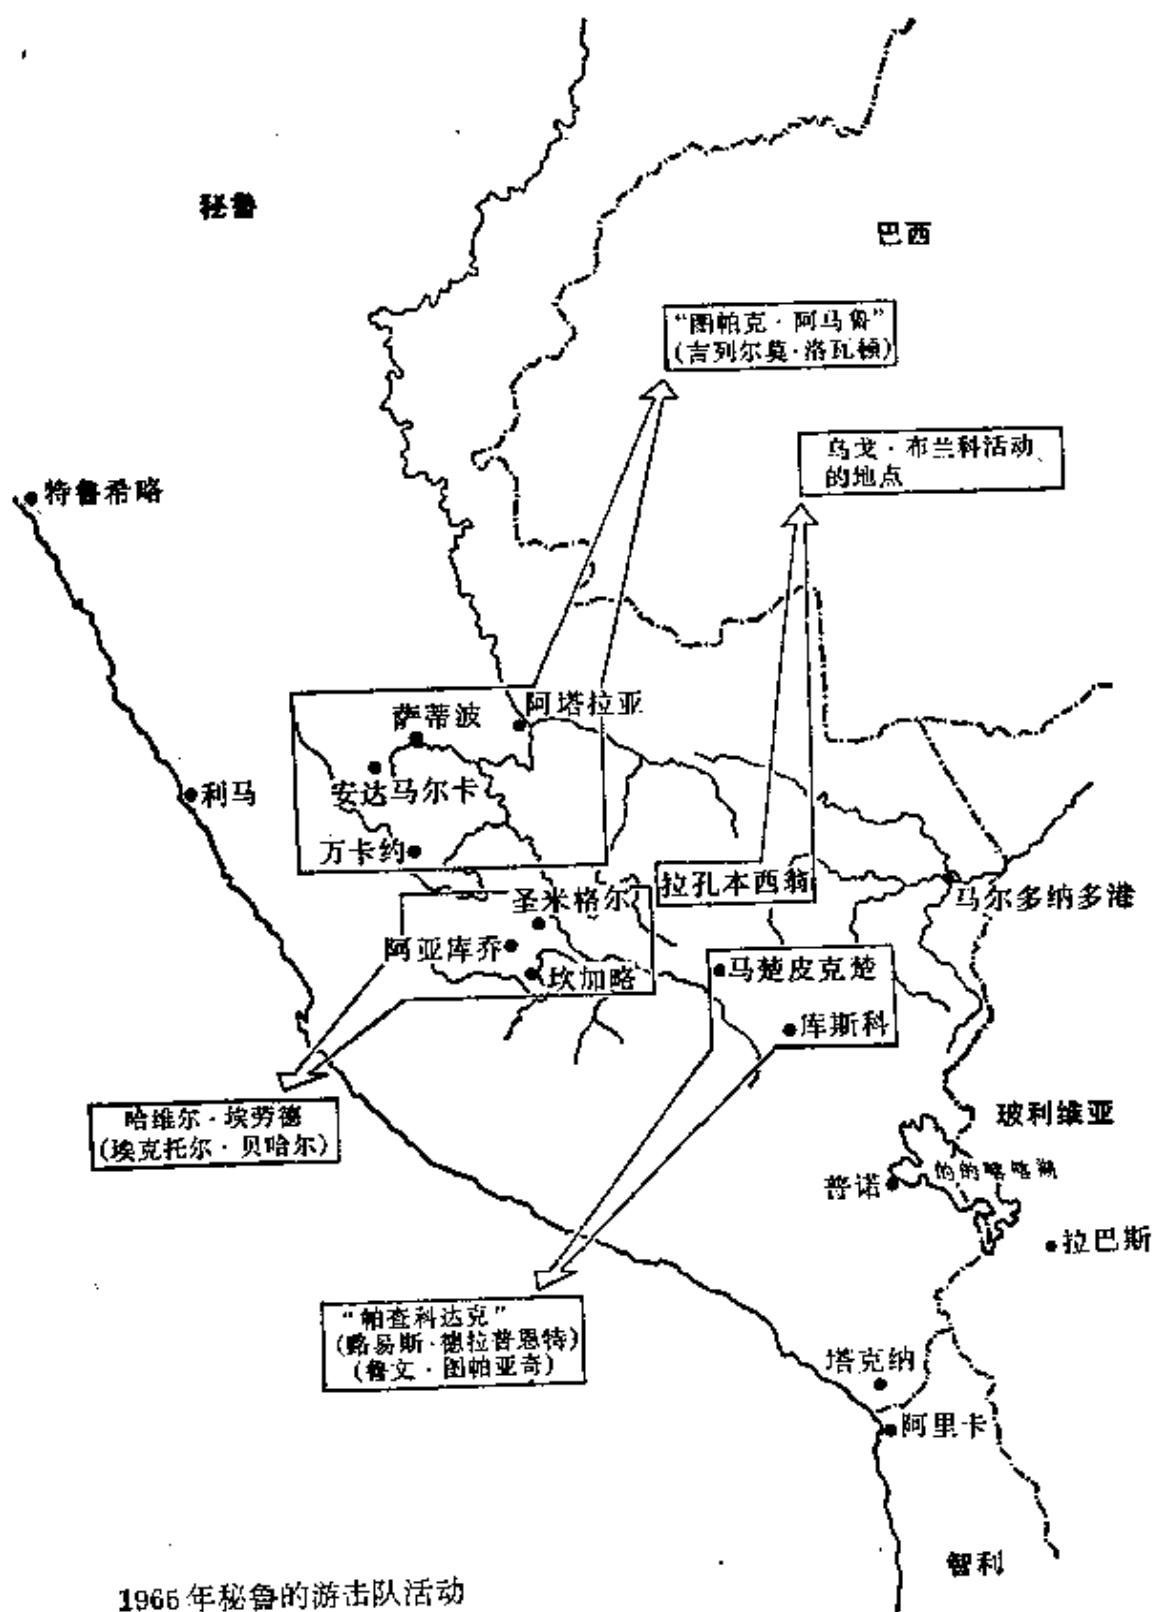 秘鲁
巴西
“图帕克·阿马鲁”
(吉列尔莫·洛瓦顿)
乌戈·布兰科活动
的地点
特鲁希略
阿塔拉亚
萨蒂波
安达马尔卡
利马
万卡约
拉孔本西翁
马尔多纳多港
圣米格尔
阿亚库乔
坎加略
马楚皮克楚
库斯科
哈维尔·埃劳德
(埃克托尔·贝哈尔)
玻利维亚
的的喀喀湖
普诺
拉巴斯
“帕查科达克”
(路易斯·德拉普恩特)
(鲁文·图帕亚奇)
塔克纳
阿里卡
智利
1965年秘鲁的游击队活动